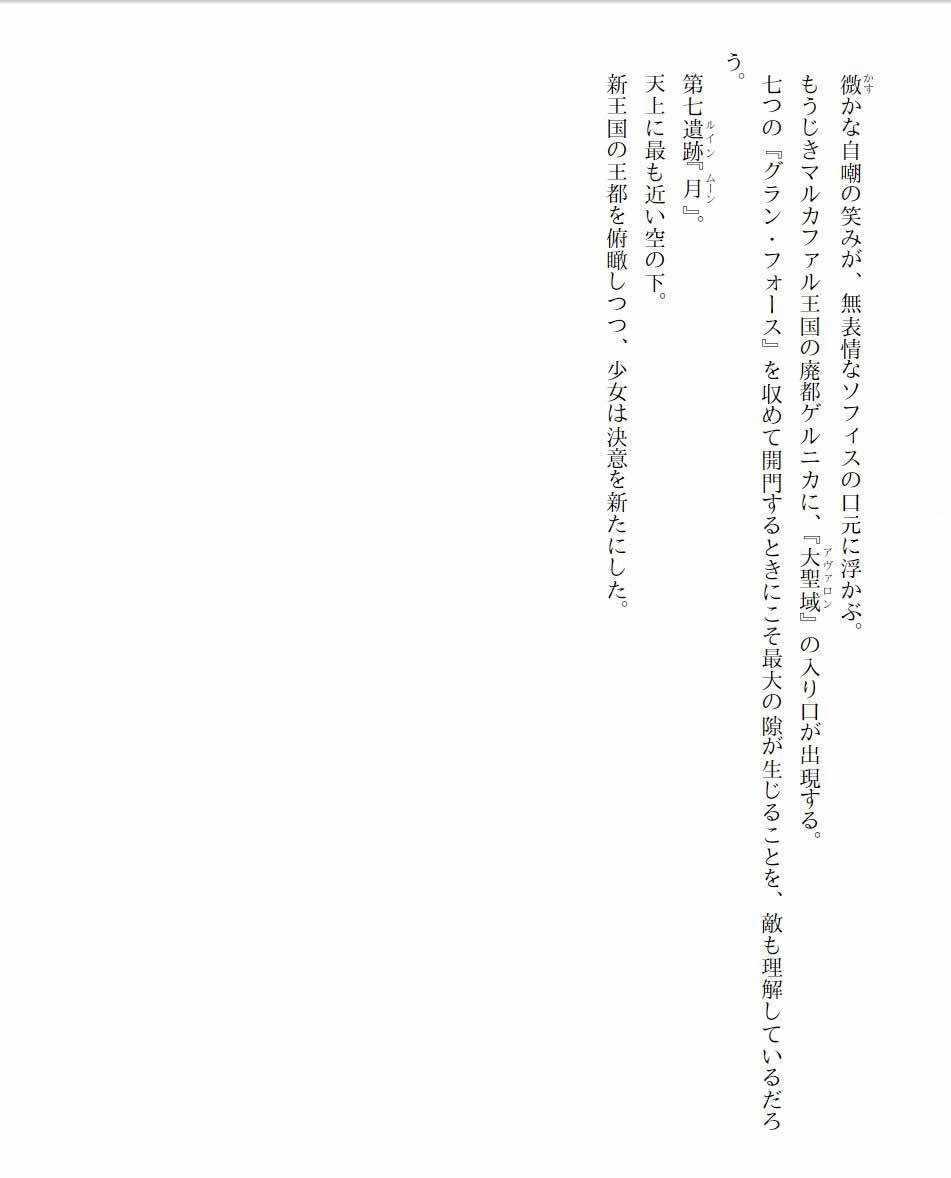 微かな自嘲の笑みが、無表情なソフィスの口元に浮かぶ。
もうじきマルカファル王国の廃都ゲルニカに、『大聖域』の入り口が出現する。
七つの『グラン・フォース』を収めて開門するときにこそ最大の隙が生じることを、敵も理解しているだろ
う。
第七遺跡『月』。
天上に最も近い空の下。
新王国の王都を俯瞰しつつ、少女は決意を新たにした。
かす
アヴァロン
ルイン ムーン